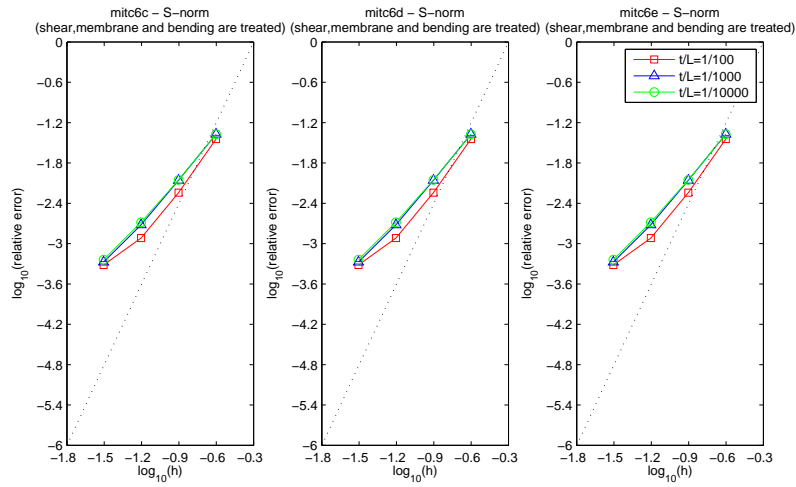 mitc6c − S−norm
(shear,membrane and bending are treated)
0
−0.6
−1.2
−1.8
−2.4
−3
−3.6
−4.2
−4.8
−5.4
−6
log10(relative error)
−1.8 −1.5 −1.2 −0.9 −0.6 −0.3
log10(h)
mitc6d − S−norm
(shear,membrane and bending are treated)
0
−0.6
−1.2
−1.8
−2.4
−3
−3.6
−4.2
−4.8
−5.4
−6
log10(relative error)
−1.8 −1.5 −1.2 −0.9 −0.6 −0.3
log10(h)
mitc6e − S−norm
(shear,membrane and bending are treated)
t/L=1/100
t/L=1/1000
t/L=1/10000
0
−0.6
−1.2
−1.8
−2.4
−3
−3.6
−4.2
−4.8
−5.4
−6
log10(relative error)
−1.8 −1.5 −1.2 −0.9 −0.6 −0.3
log10(h)